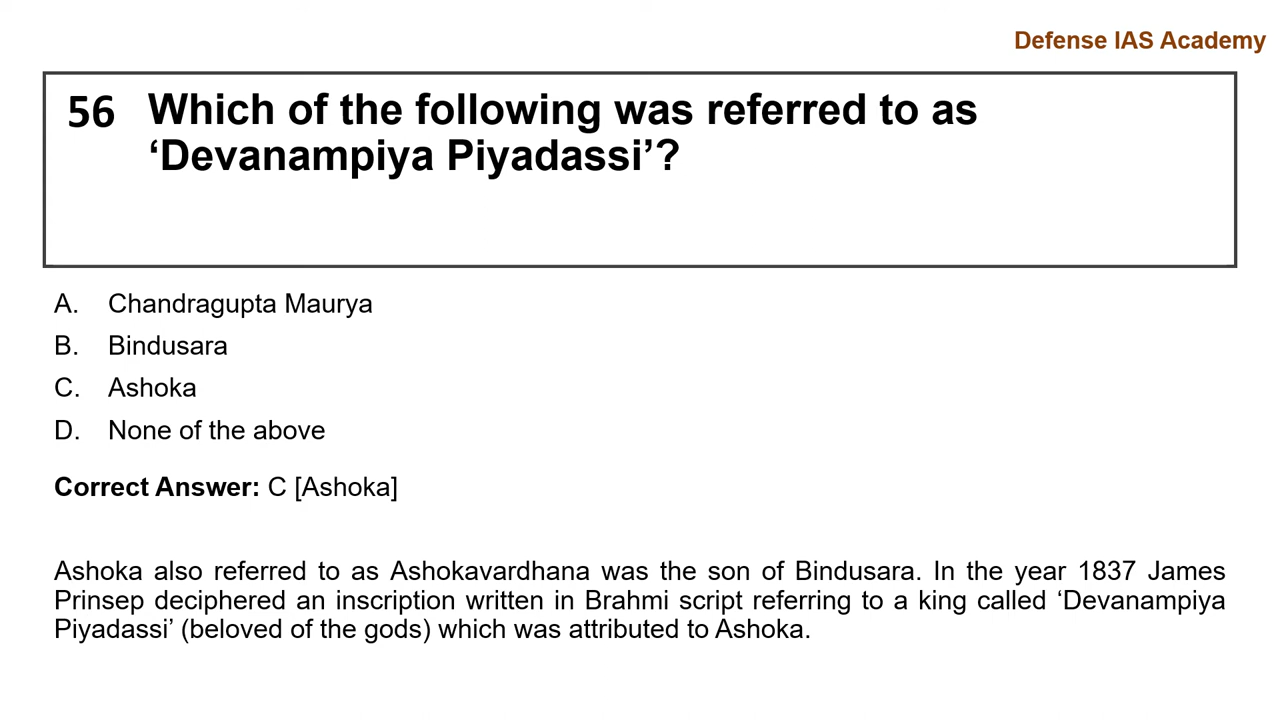 Defense IAS Academy
56 Which of the following was referred to as
‘Devanampiya Piyadassi’?
A. Chandragupta Maurya
B. Bindusara
C. Ashoka
D. None of the above
Correct Answer: C [Ashoka]
Ashoka also referred to as Ashokavardhana was the son of Bindusara. In the year 1837 James
Prinsep deciphered an inscription written in Brahmi script referring to a king called ‘Devanampiya
Piyadassi’ (beloved of the gods) which was attributed to Ashoka.